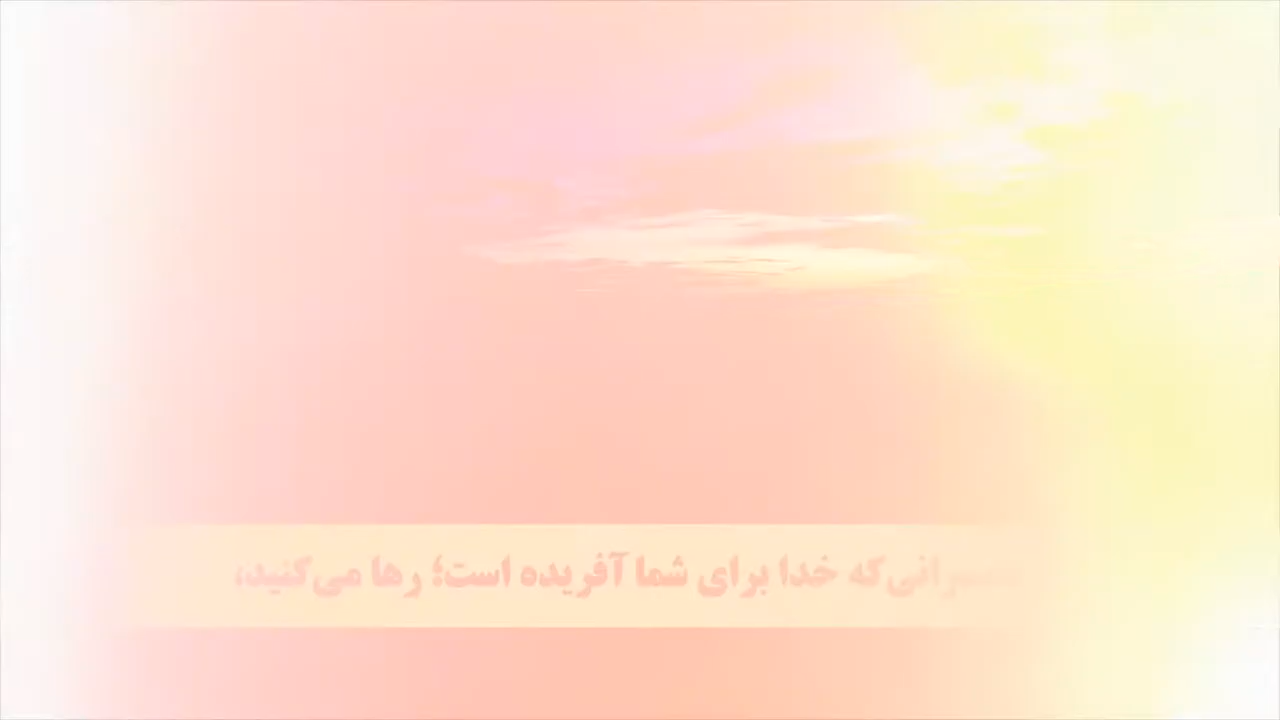 که خدا برای شما آفریده است؛ رها می‌کنید،